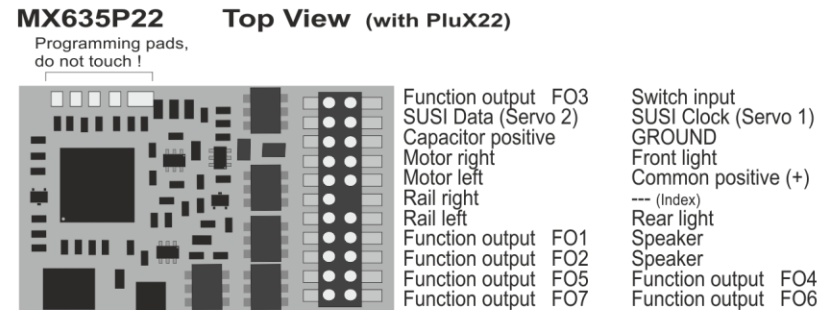 MX635P22 Top View (with PluX22)
Programming pads,
do not touch !
Function output FO3 Switch input
SUSI Data (Servo 2) SUSI Clock (Servo 1)
Capacitor positive GROUND
Motor right Front light
Motor left Common positive (+)
Rail right --- (Index)
Rail left Rear light
Function output FO1 Speaker
Function output FO2 Speaker
Function output FO5 Function output FO4
Function output FO7 Function output FO6